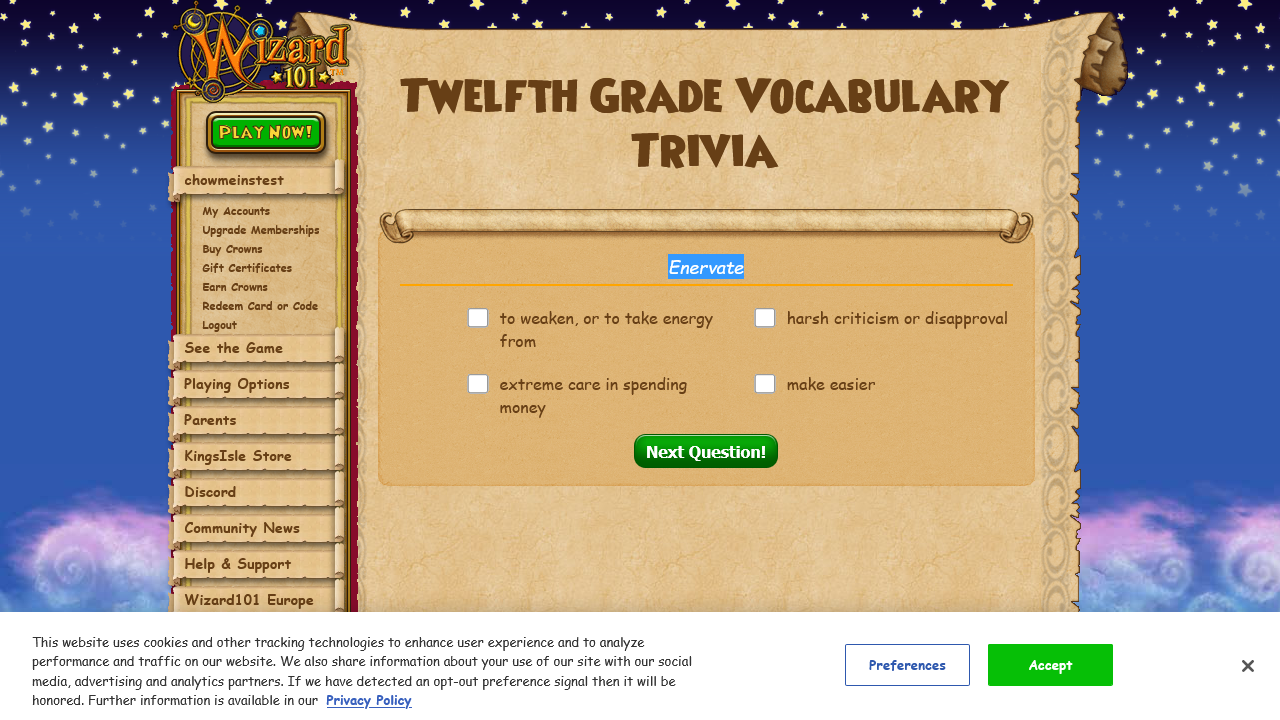 Wizard
101 TM
PLAY NOW!
chowmeinstest
My Accounts
Upgrade Memberships
Buy Crowns
Gift Certificates
Earn Crowns
Redeem Card or Code
Logout
See the Game
Playing Options
Parents
KingsIsle Store
Discord
Community News
Help & Support
Wizard101 Europe
Twelfth Grade Vocabulary
Trivia
Enervate
to weaken, or to take energy
from
harsh criticism or disapproval
extreme care in spending
money
make easier
Next Question!
This website uses cookies and other tracking technologies to enhance user experience and to analyze
performance and traffic on our website. We also share information about your use of our site with our social
media, advertising and analytics partners. If we have detected an opt-out preference signal then it will be
honored. Further information is available in our Privacy Policy
Preferences
Accept